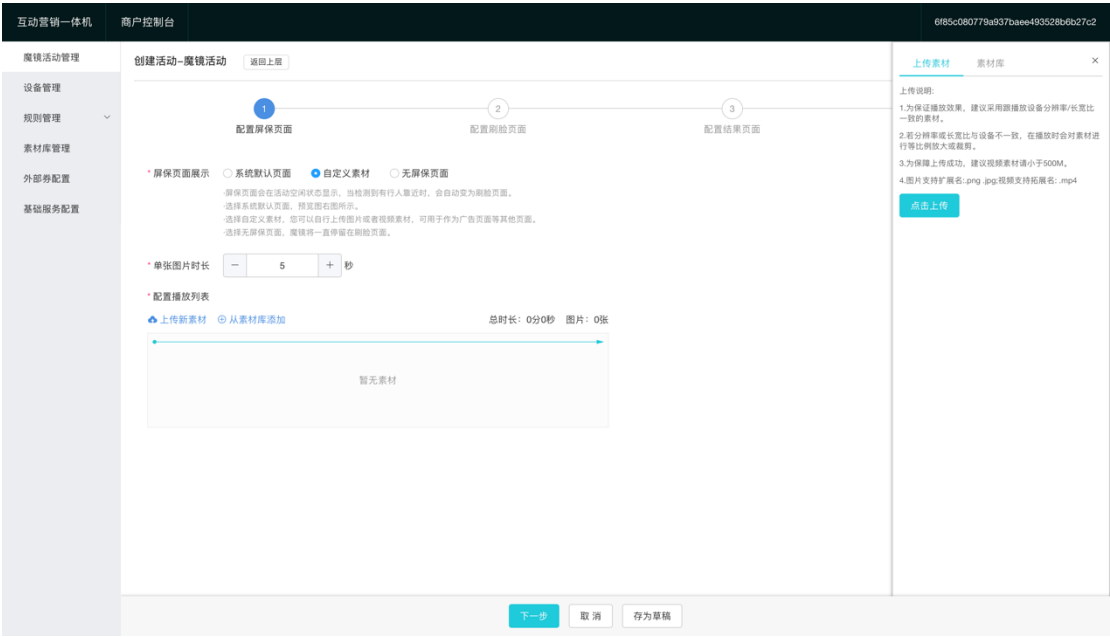 互动营销一体机
商户控制台
6f85c080779a937baee493528b6b27c2
魔镜活动管理
设备管理
规则管理
素材库管理
外部券配置
基础服务配置
创建活动-魔镜活动
返回上层
1
2
3
配置屏保页面
配置刷脸页面
配置结果页面
* 屏保页面展示
系统默认页面
自定义素材
无屏保页面
·屏保页面会在活动空闲状态显示，当检测到有行人靠近时，会自动变为刷脸页面。
·选择系统默认页面，预览图右图所示。
·选择自定义素材，您可以自行上传图片或者视频素材，可用于作为广告页面等其他页面。
·选择无屏保页面，魔镜将一直停留在刷脸页面。
* 单张图片时长
－ 5 + 秒
* 配置播放列表
上传新素材
从素材库添加
总时长：0分0秒 图片：0张
暂无素材
下一步
取 消
存为草稿
上传素材
素材库
×
上传说明:
1.为保证播放效果，建议采用跟播放设备分辨率/长宽比
一致的素材。
2.若分辨率或长宽比与设备不一致，在播放时会对素材进
行等比例放大或裁剪。
3.为保障上传成功，建议视频素材请小于500M。
4.图片支持扩展名:.png .jpg;视频支持拓展名: .mp4
点击上传